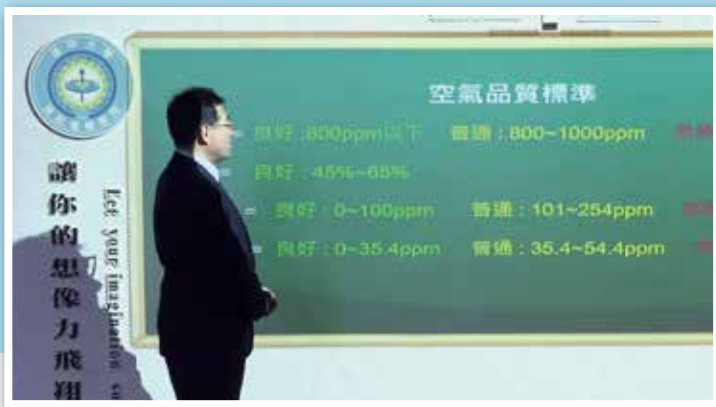 空氣品質標準
= 良好：800ppm以下 普通：800~1000ppm
= 良好：45%~65%
= 良好：0~100ppm 普通：101~254ppm
= 良好：0~35.4ppm 普通：35.4~54.4ppm
讓你的想像力飛翔
Let your imagination